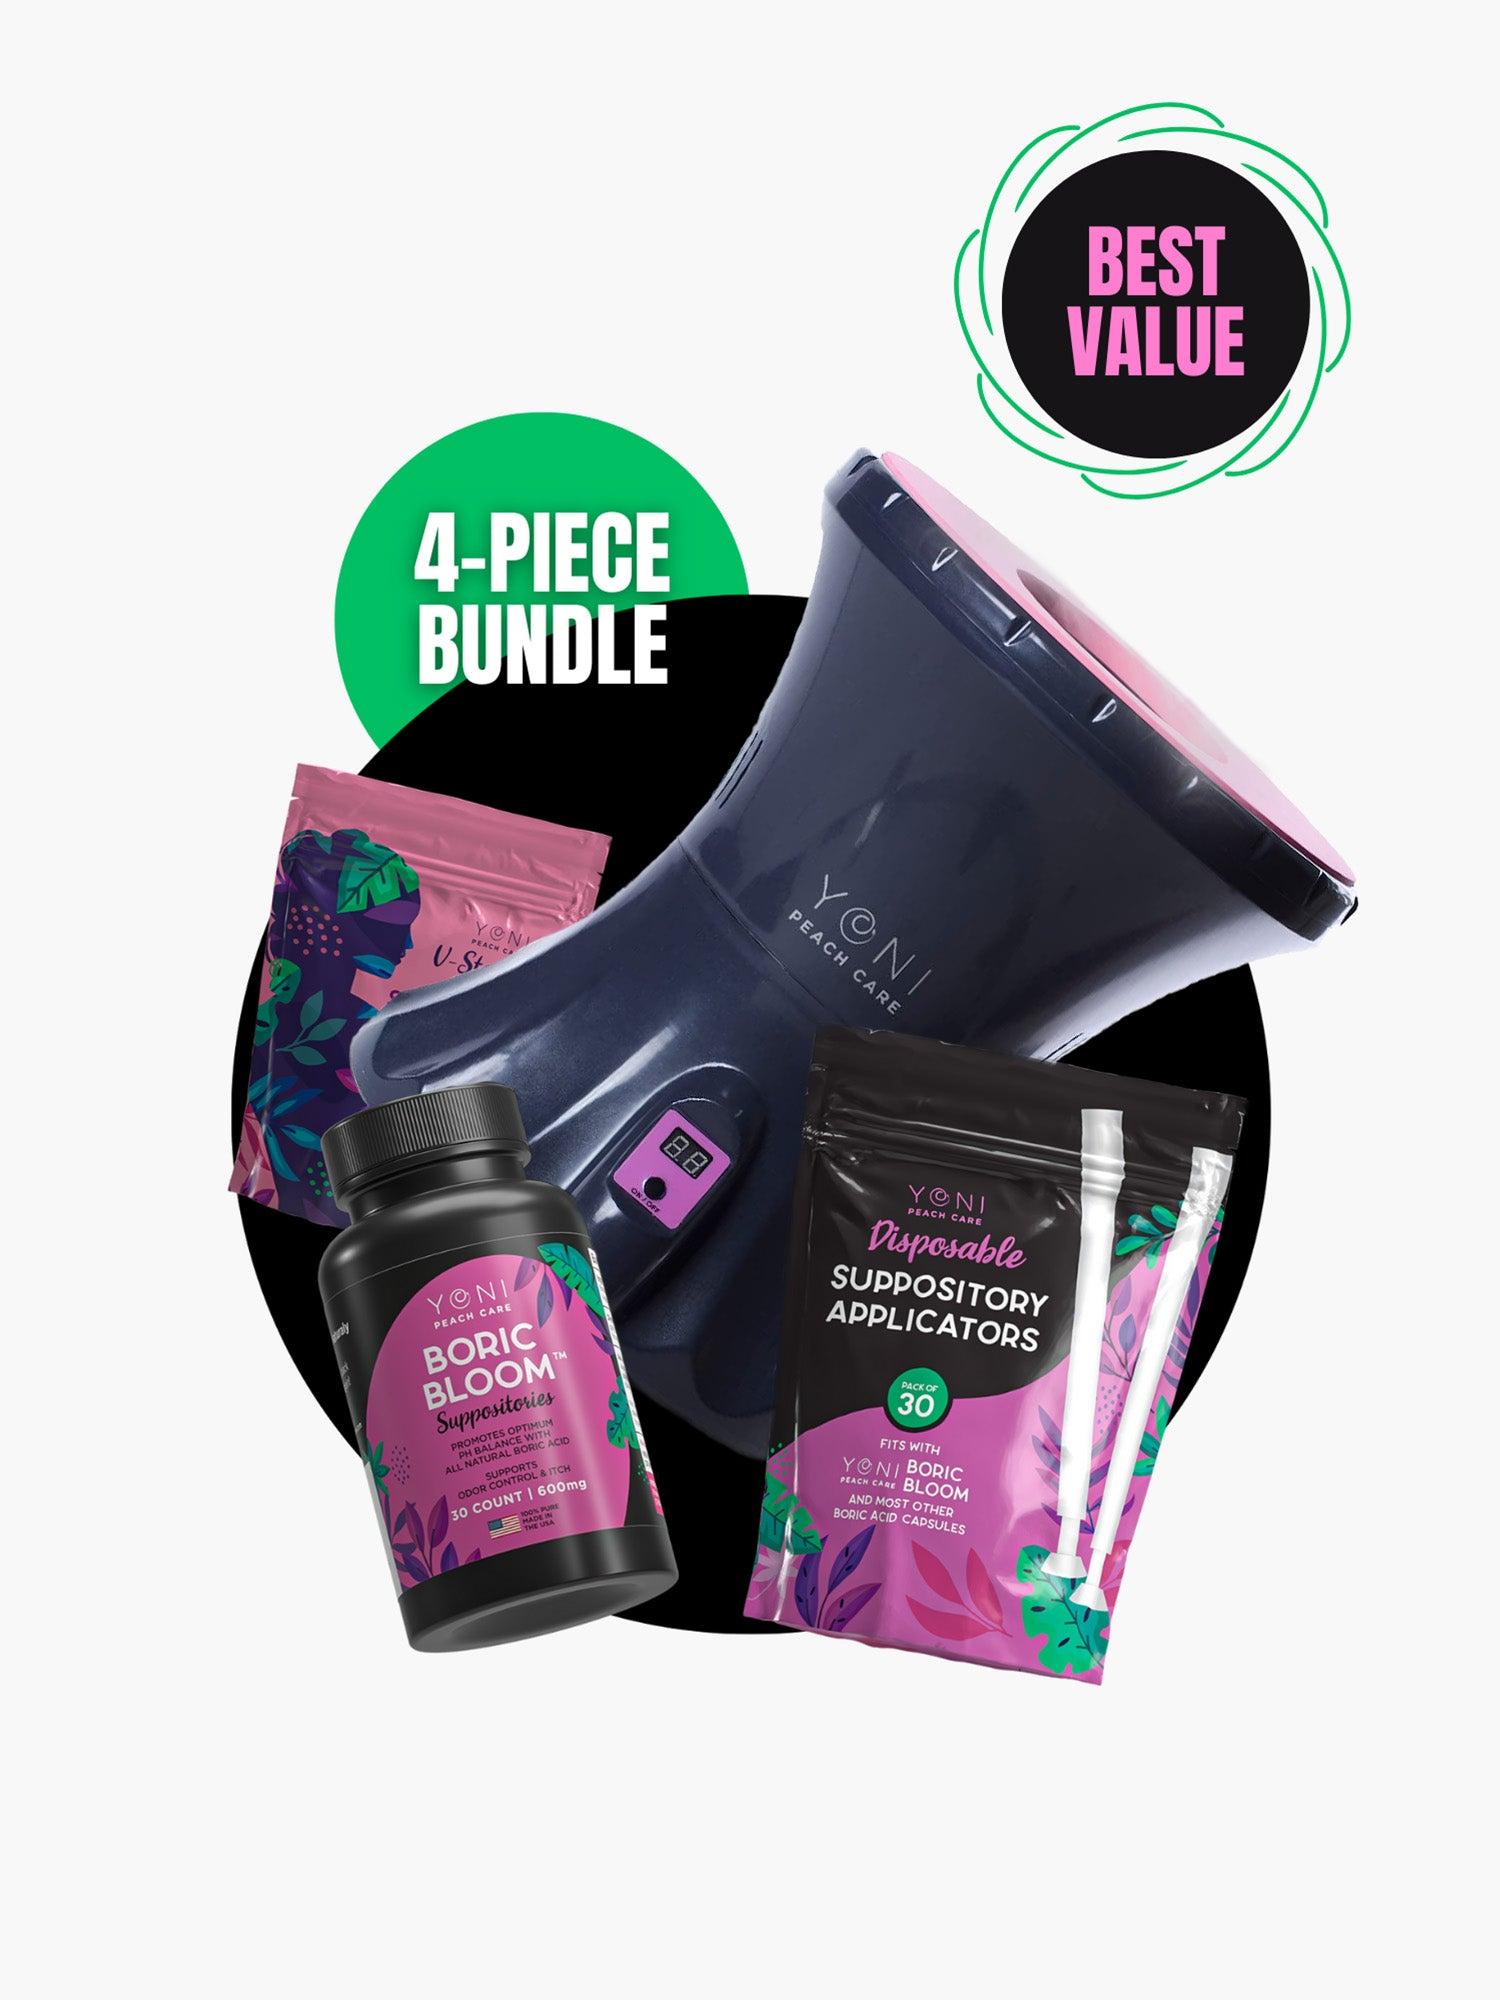 BEST
VALUE
4-PIECE
BUNDLE
YONI
PEACH CARE
YONI
PEACH CARE
YONI
PEACH CARE
Disposable
SUPPOSITORY
APPLICATORS
PACK OF
30
FITS WITH
YONI
PEACH CARE
BORIC
BLOOM
AND MOST OTHER
BORIC ACID CAPSULES
ON/OFF
YONI
PEACH CARE
BORIC
BLOOM™
Suppositories
PROMOTES OPTIMUM
PH BALANCE WITH
ALL NATURAL BORIC ACID
SUPPORTS
ODOR CONTROL & ITCH
30 COUNT | 600mg
100% PURE
MADE IN
THE USA